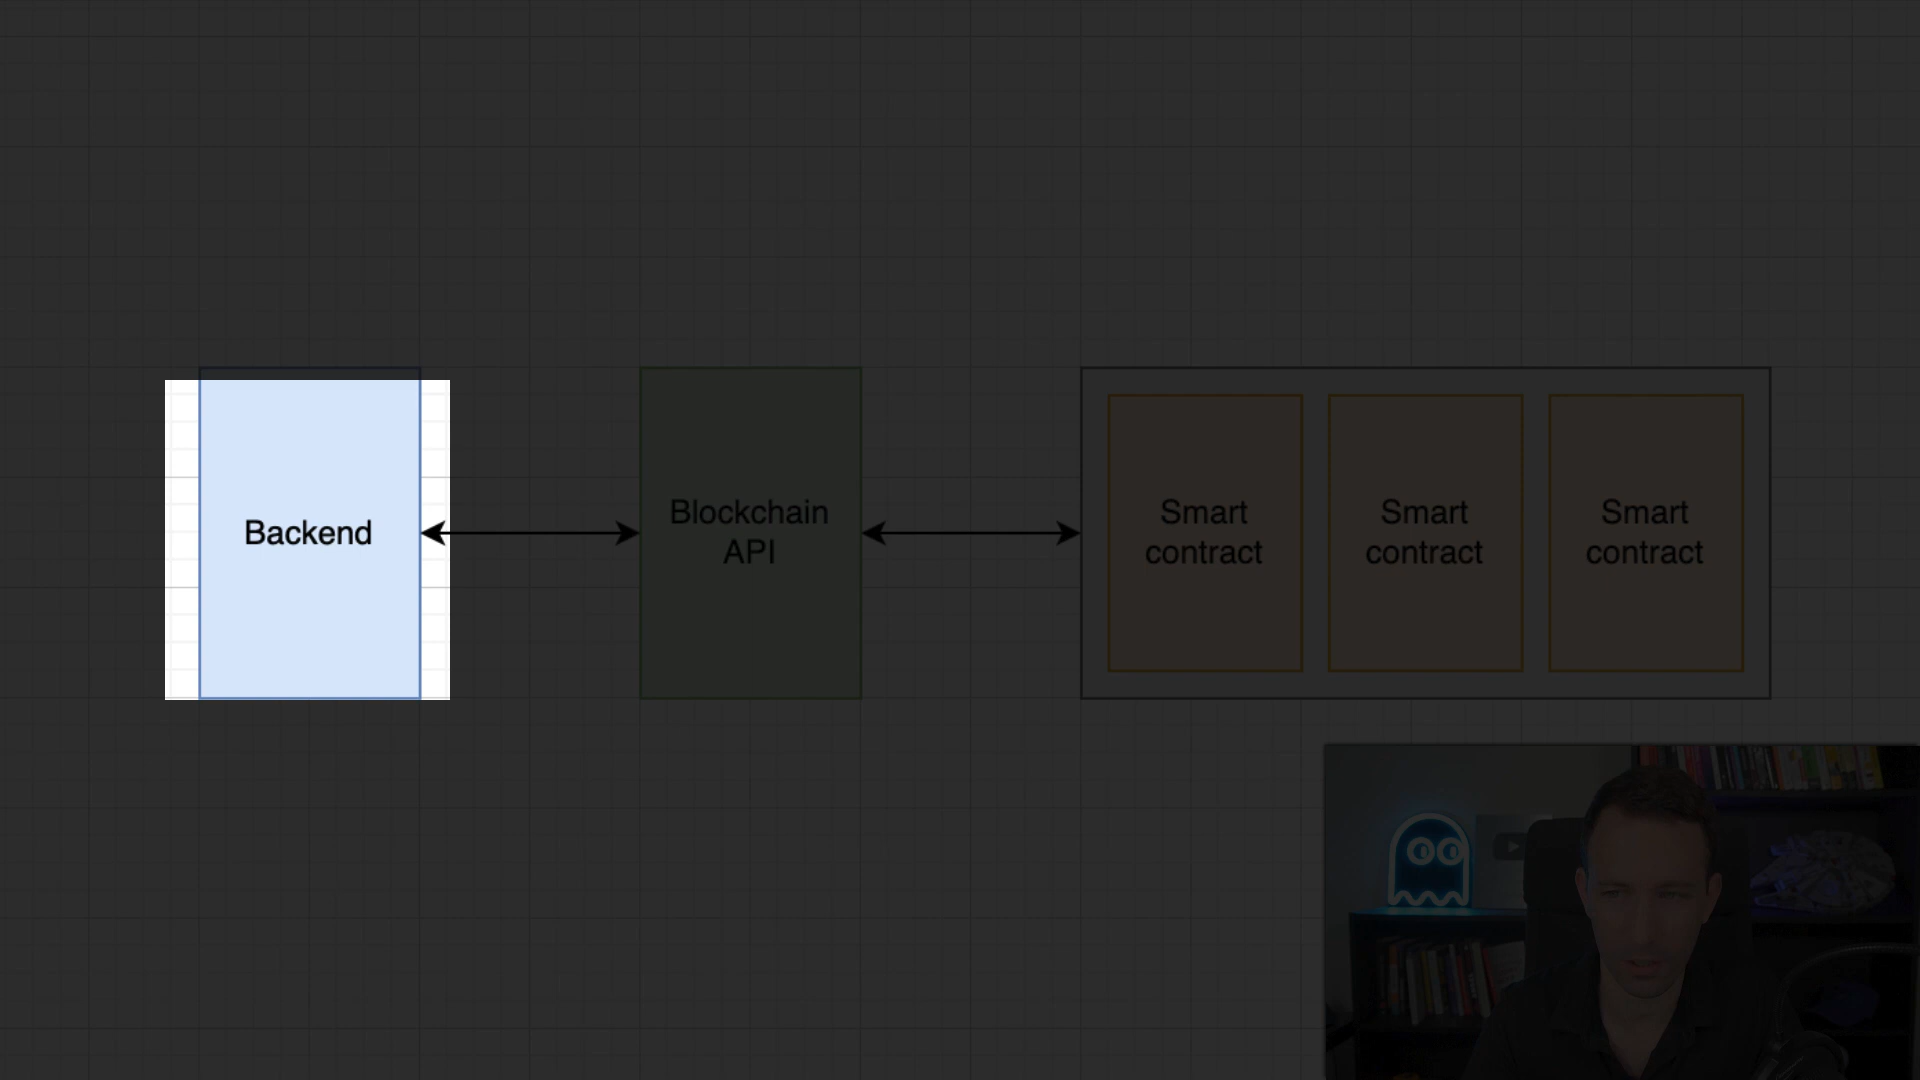 Backend
Blockchain
API
Smart
contract
Smart
contract
Smart
contract